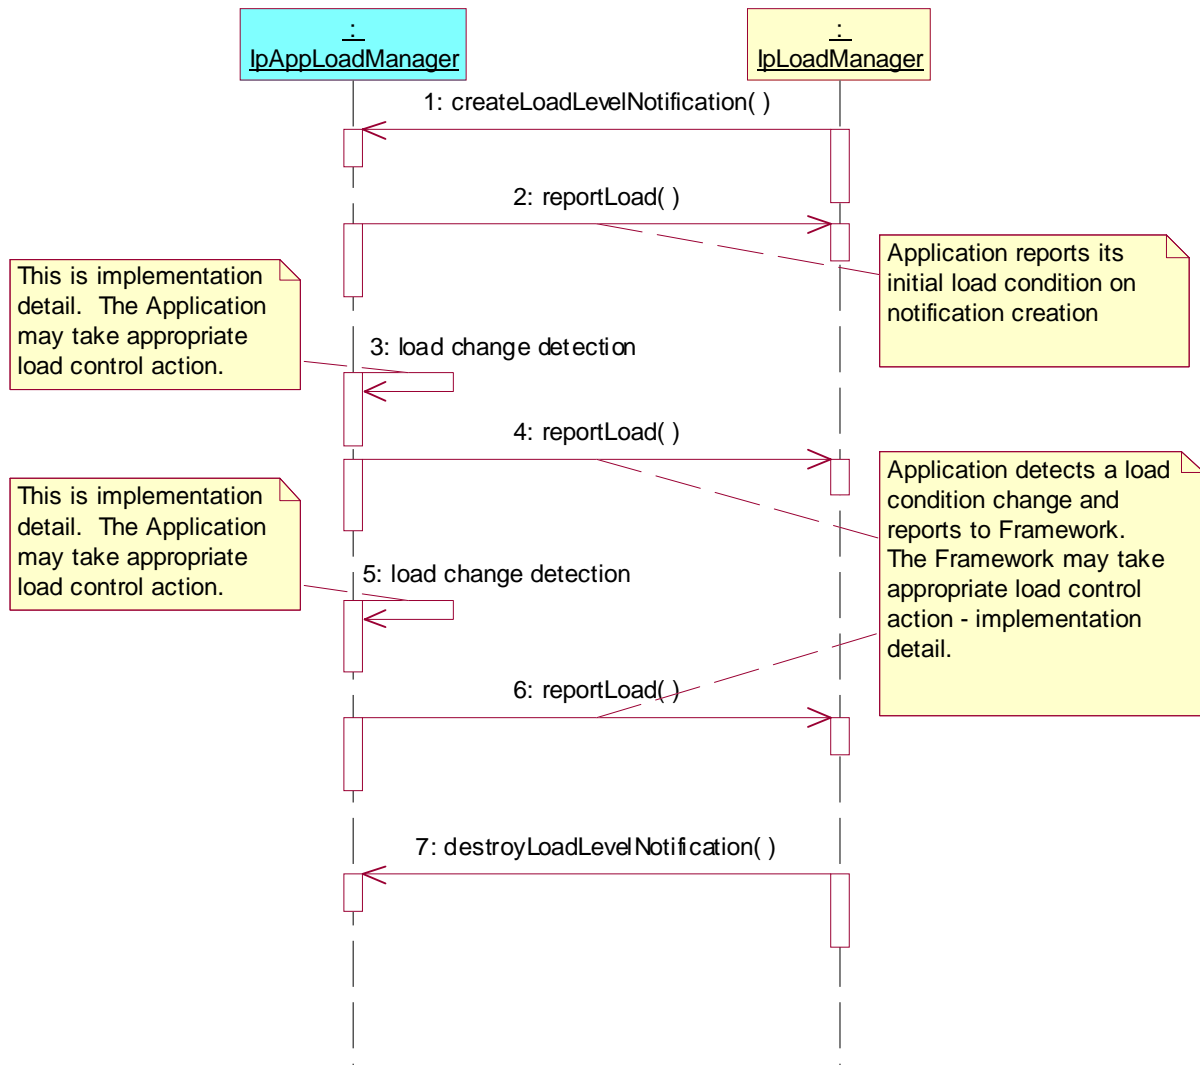 :
IpAppLoadManager
:
IpLoadManager
1: createLoadLevelNotification( )
2: reportLoad( )
Application reports its
initial load condition on
notification creation
This is implementation
detail.  The Application
may take appropriate
load control action.
3: load change detection
4: reportLoad( )
Application detects a load
condition change and
reports to Framework.
The Framework may take
appropriate load control
action - implementation
detail.
This is implementation
detail.  The Application
may take appropriate
load control action.
5: load change detection
6: reportLoad( )
7: destroyLoadLevelNotification( )